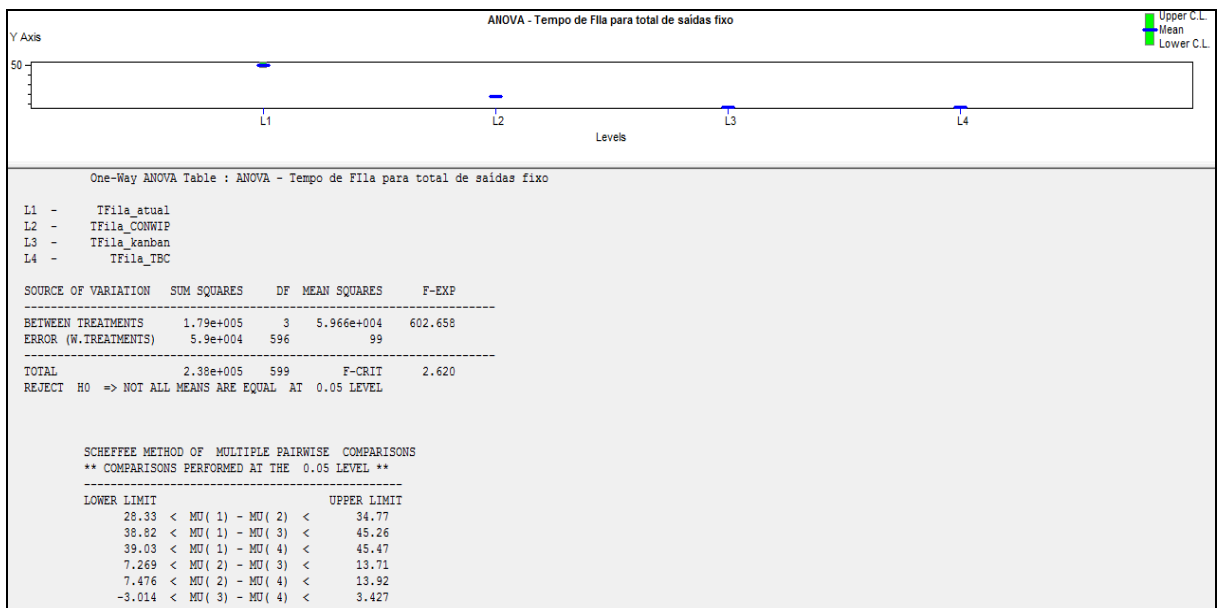 ANOVA - Tempo de FIla para total de saídas fixo
Upper C.L.
Mean
Lower C.L.
Y Axis
50
L1 L2 L3 L4
Levels
One-Way ANOVA Table : ANOVA - Tempo de FIla para total de saídas fixo
L1 - TFila_atual
L2 - TFila_CONWIP
L3 - TFila_kanban
L4 - TFila_TBC
SOURCE OF VARIATION SUM SQUARES DF MEAN SQUARES F-EXP
BETWEEN TREATMENTS 1.79e+005 3 5.966e+004 602.658
ERROR (W.TREATMENTS) 5.9e+004 596 99
TOTAL 2.38e+005 599 F-CRIT 2.620
REJECT H0 => NOT ALL MEANS ARE EQUAL AT 0.05 LEVEL
SCHEFFEE METHOD OF MULTIPLE PAIRWISE COMPARISONS
** COMPARISONS PERFORMED AT THE 0.05 LEVEL **
LOWER LIMIT UPPER LIMIT
28.33 < MU( 1) - MU( 2) < 34.77
38.82 < MU( 1) - MU( 3) < 45.26
39.03 < MU( 1) - MU( 4) < 45.47
7.269 < MU( 2) - MU( 3) < 13.71
7.476 < MU( 2) - MU( 4) < 13.92
-3.014 < MU( 3) - MU( 4) < 3.427